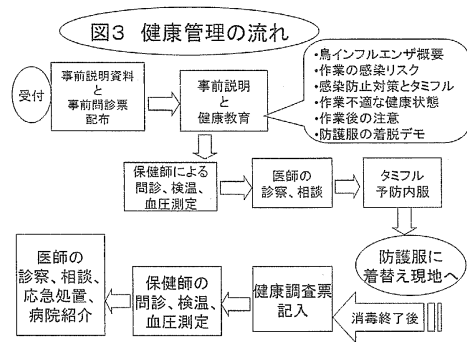 図3 健康管理の流れ
受付
事前説明資料
と
事前問診票
配布
事前説明
と
健康教育
•鳥インフルエンザ概要
•作業の感染リスク
•感染防止対策とタミフル
•作業不適な健康状態
•作業後の注意
•防護服の着脱デモ
保健師による
問診、検温、
血圧測定
医師の
診察、相談
タミフル
予防内服
防護服に
着替え現地へ
消毒終了後
健康調査票
記入
保健師の
問診、検温、
血圧測定
医師の
診察、相談、
応急処置、
病院紹介